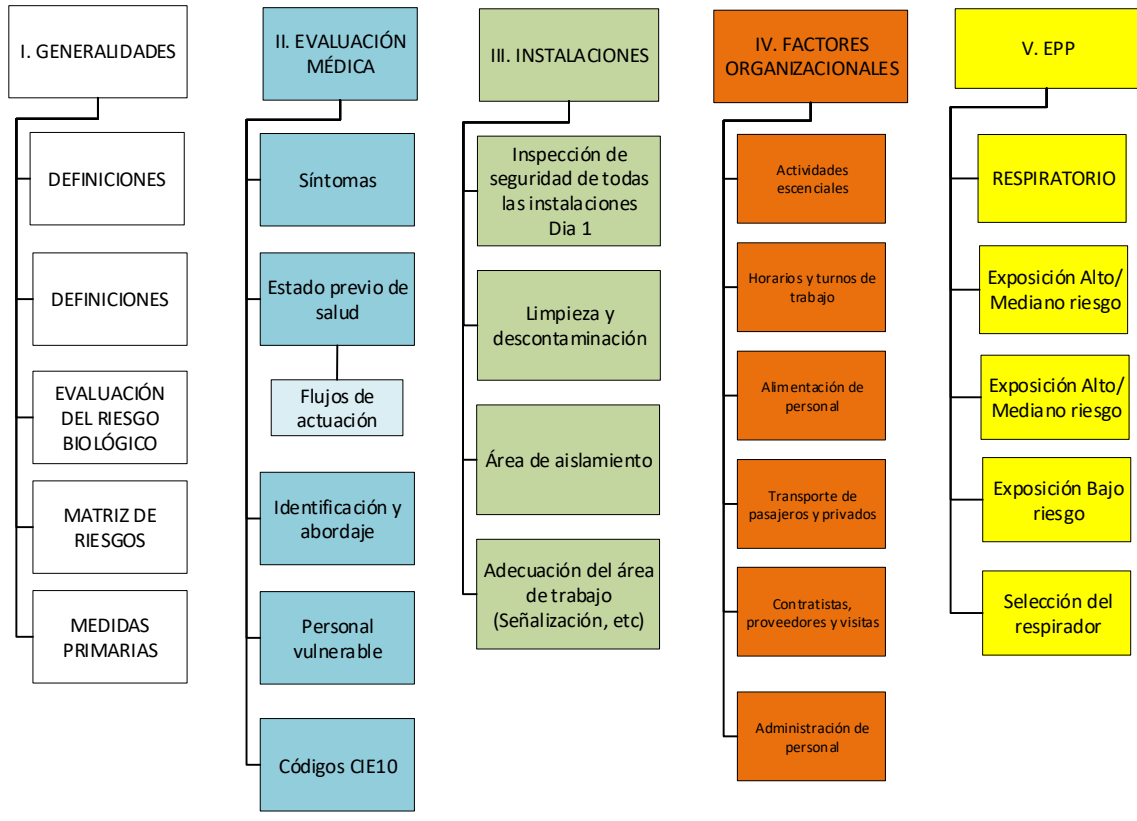 I. GENERALIDADES
DEFINICIONES
DEFINICIONES
EVALUACIÓN
DEL RIESGO
BIOLÓGICO
MATRIZ DE
RIESGOS
MEDIDAS
PRIMARIAS
II. EVALUACIÓN
MÉDICA
Síntomas
Estado previo de
salud
Flujos de
actuación
Identificación y
abordaje
Personal
vulnerable
Códigos CIE10
III. INSTALACIONES
Inspección de
seguridad de todas
las instalaciones
Dia 1
Limpieza y
descontaminación
Área de aislamiento
Adecuación del área
de trabajo
(Señalización, etc)
IV. FACTORES
ORGANIZACIONALES
Actividades
escenciales
Horarios y turnos de
trabajo
Alimentación de
personal
Transporte de
pasajeros y privados
Contratistas,
proveedores y visitas
Administración de
personal
V. EPP
RESPIRATORIO
Exposición Alto/
Mediano riesgo
Exposición Alto/
Mediano riesgo
Exposición Bajo
riesgo
Selección del
respirador